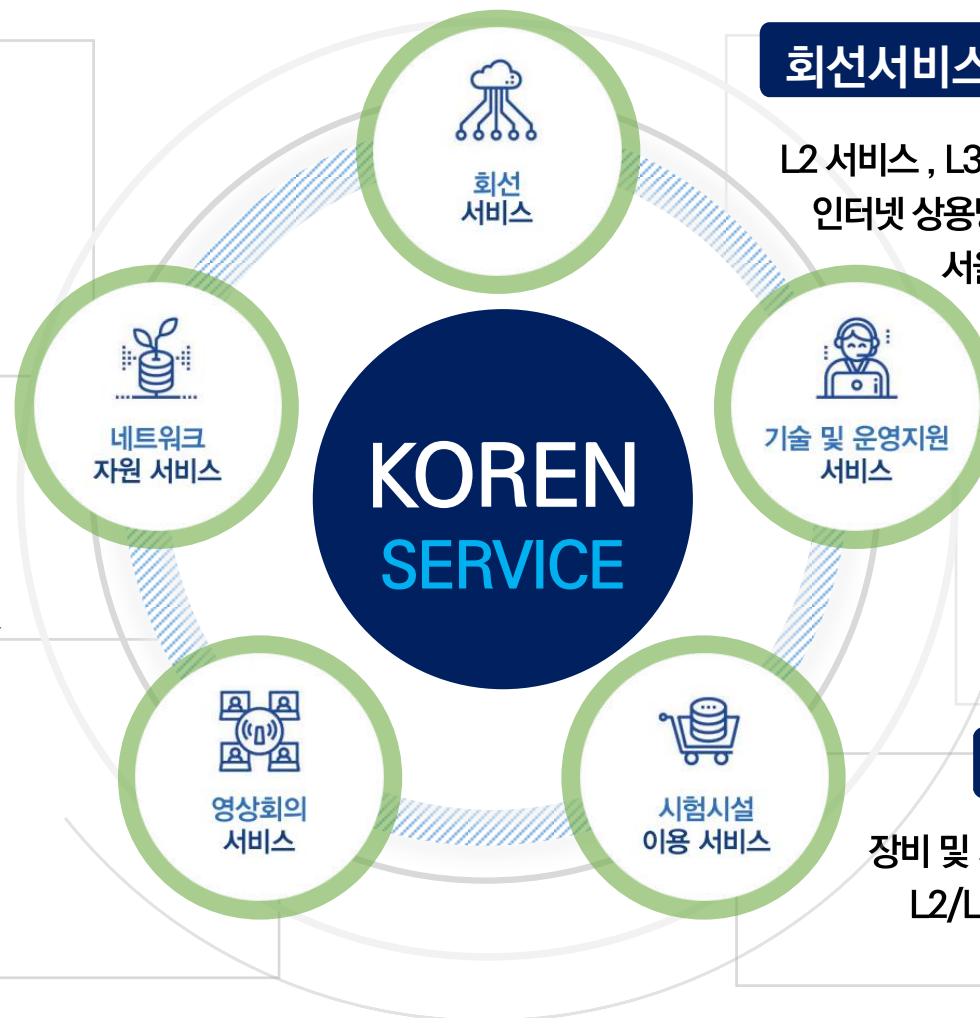 회선
서비스
회선서비스
L2 서비스 , L3
인터넷 상용
네트워크
자원 서비스
기술 및 운영지원
서비스
KOREN
SERVICE
영상회의
서비스
시험시설
이용 서비스
장비 및
L2/L